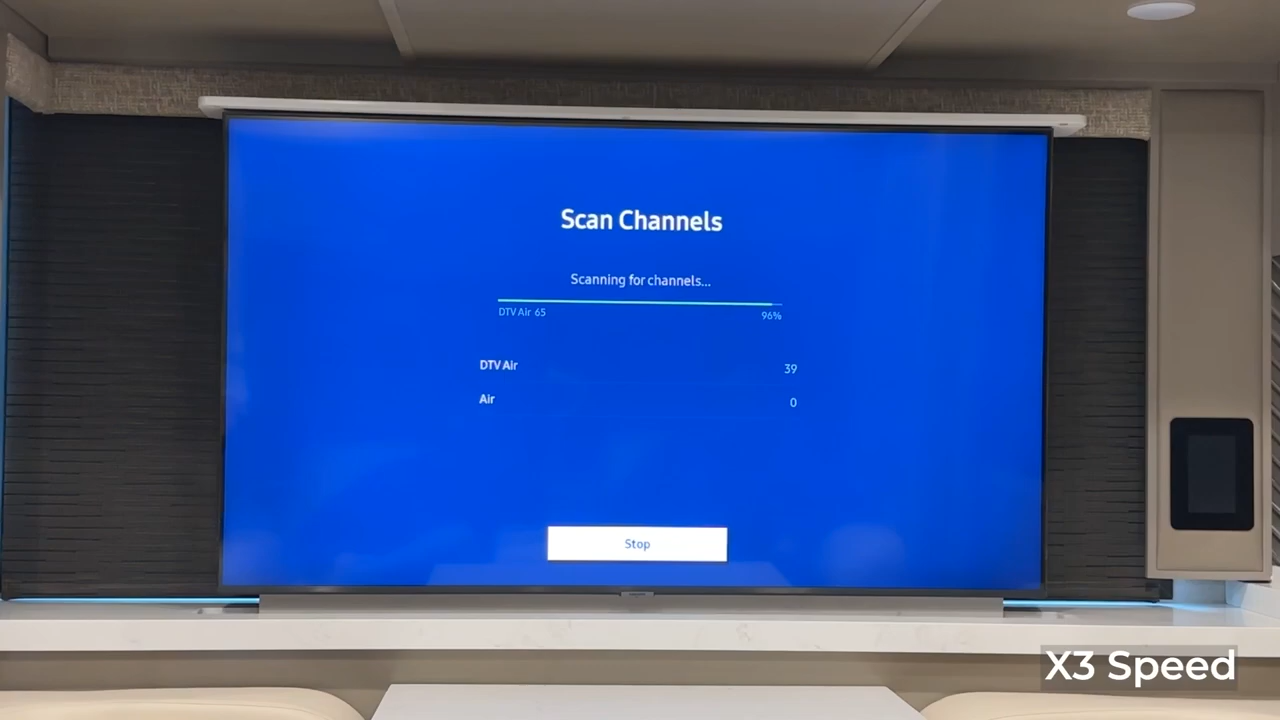 Scan Channels
Scanning for channels...
DTV Air 65 96%
DTV Air 39
Air 0
Stop
X3 Speed